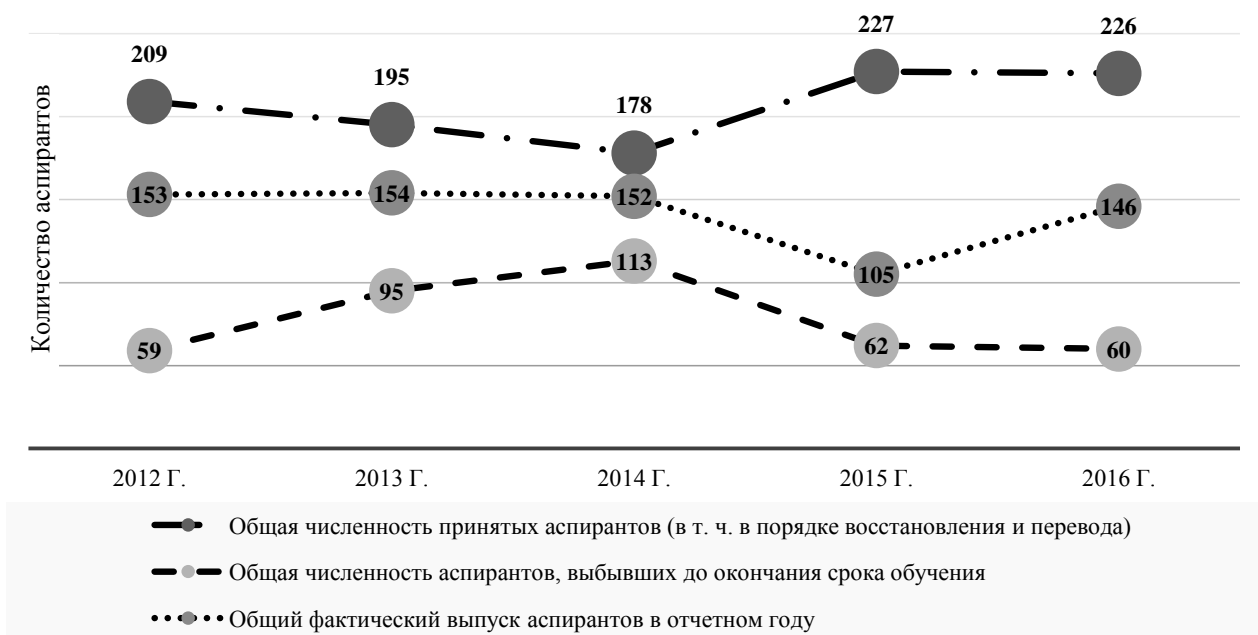 227
226
209
195
178
153
154
152
146
105
113
95
59
62
60
Количество аспирантов
2012 Г.
2013 Г.
2014 Г.
2015 Г.
2016 Г.
Общая численность принятых аспирантов (в т. ч. в порядке восстановления и перевода)
Общая численность аспирантов, выбывших до окончания срока обучения
Общий фактический выпуск аспирантов в отчетном году